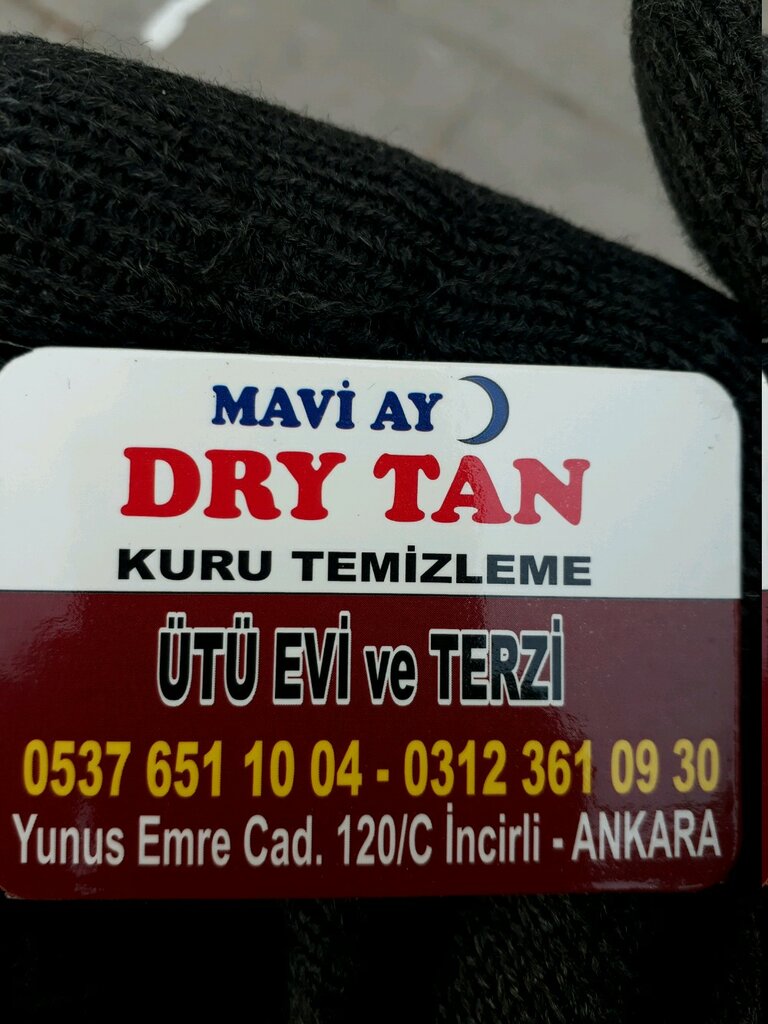 MAVİ AY
DRY TAN
KURU TEMİZLEME
ÜTÜ EVİ ve TERZİ
0537 651 10 04 - 0312 361 09 30
Yunus Emre Cad. 120/C İncirli - ANKARA